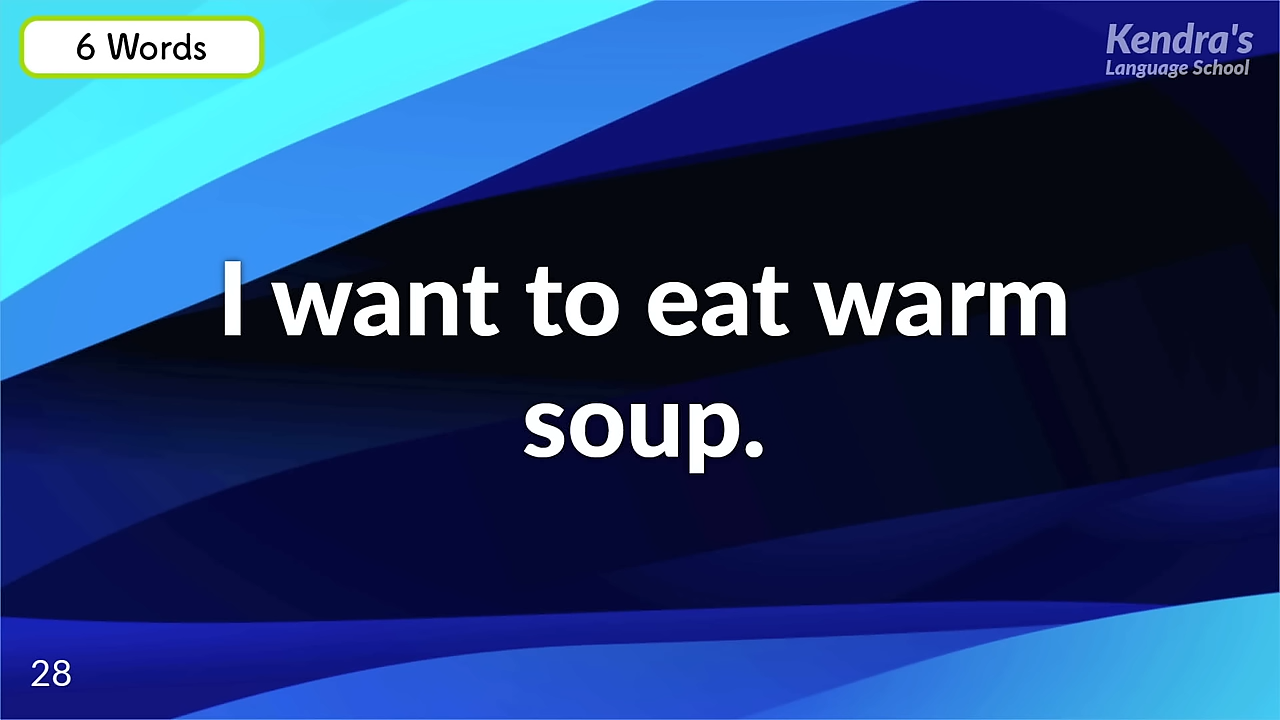 6 Words
Kendra's
Language School
I want to eat warm
soup.
28